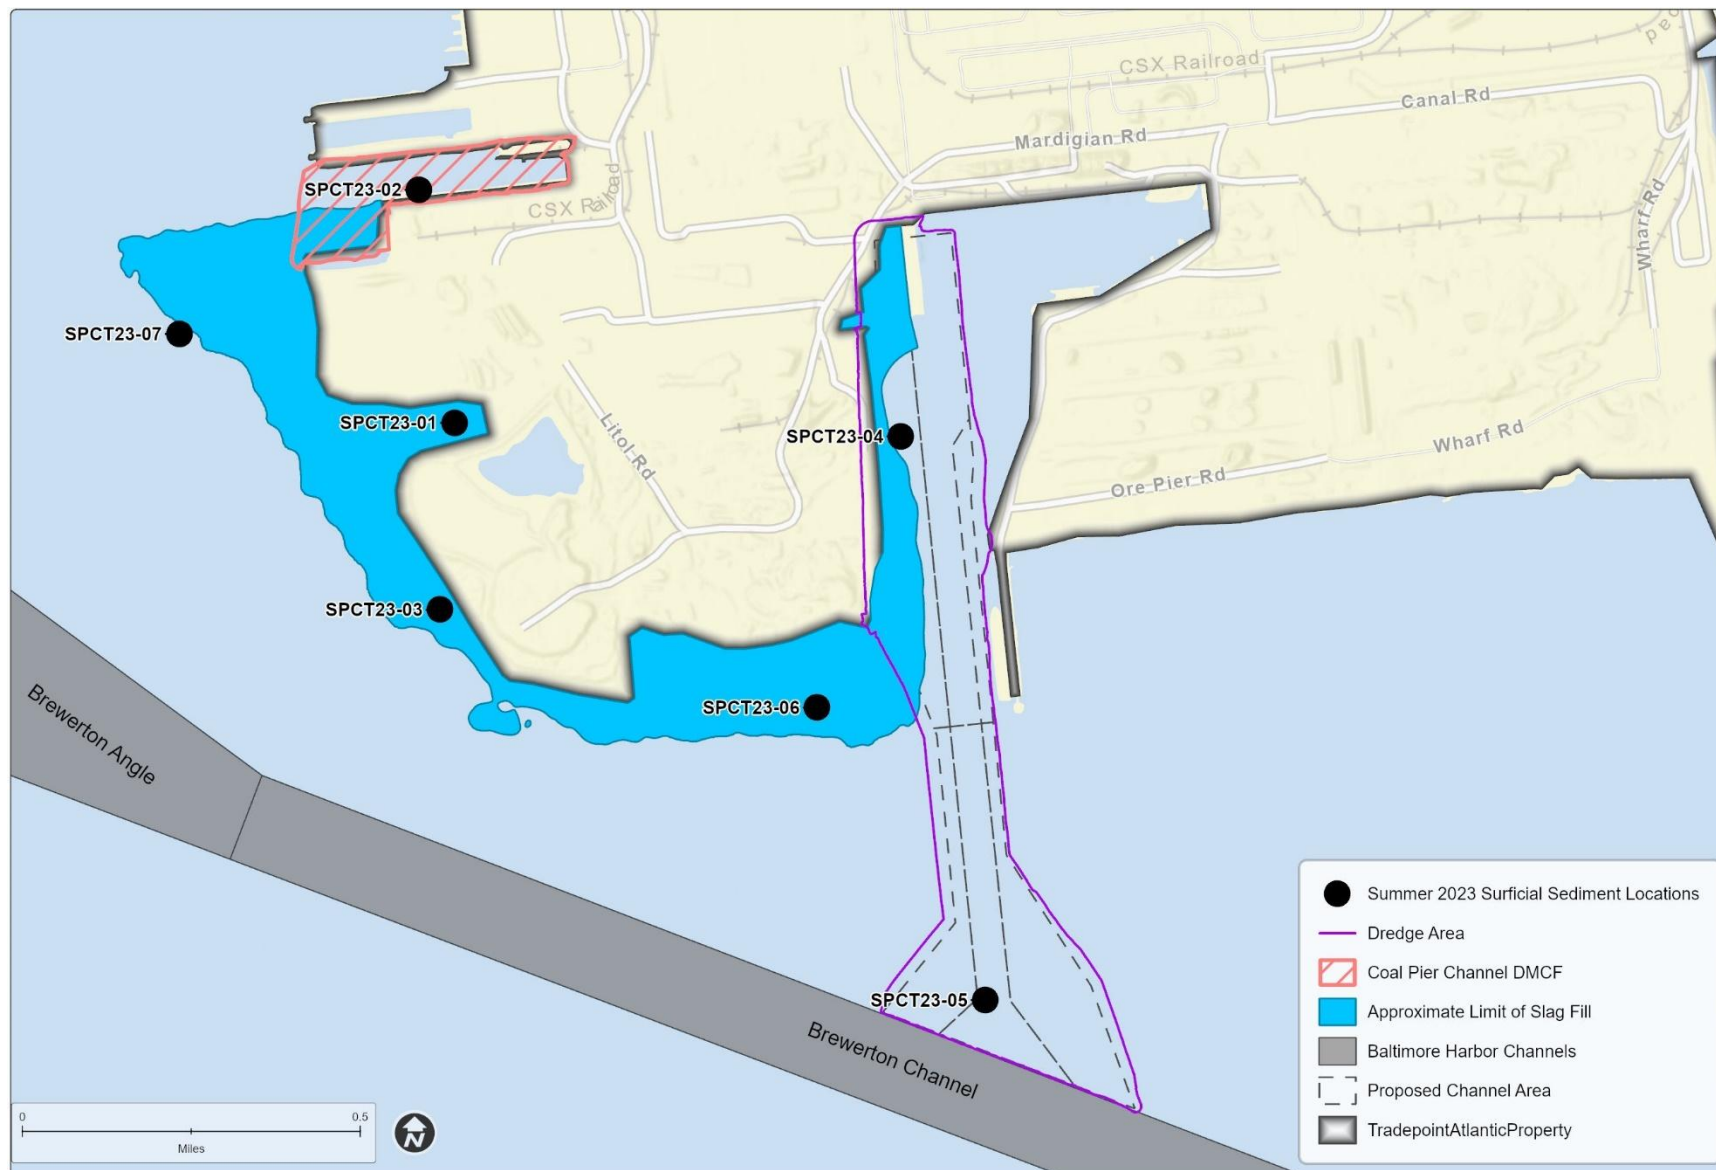 CSX Railroad
Canal Rd
Mardigian Rd
SPCT23-02
CSX Railroad
Wharf Rd
SPCT23-07
SPCT23-01
Litol Rd
SPCT23-04
Wharf Rd
Ore Pier Rd
SPCT23-03
SPCT23-06
Brewerton Angle
SPCT23-05
Brewerton Channel
Summer 2023 Surficial Sediment Locations
Dredge Area
Coal Pier Channel DMCF
Approximate Limit of Slag Fill
Baltimore Harbor Channels
Proposed Channel Area
TradepointAtlanticProperty
0 0.5
Miles
N